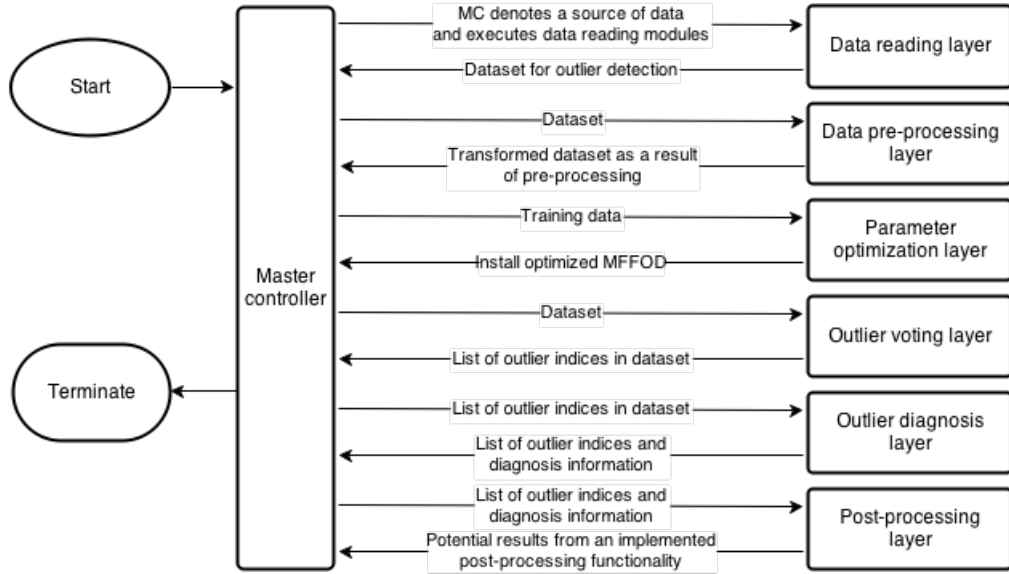 MC denotes a source of data
and executes data reading modules
Data reading layer
Dataset for outlier detection
Start
Dataset
Data pre-processing
layer
Transformed dataset as a result
of pre-processing
Training data
Parameter
optimization layer
Install optimized MFFOD
Master
controller
Dataset
Outlier voting layer
List of outlier indices in dataset
Terminate
List of outlier indices in dataset
Outlier diagnosis
layer
List of outlier indices and
diagnosis information
List of outlier indices and
diagnosis information
Post-processing
layer
Potential results from an implemented
post-processing functionality